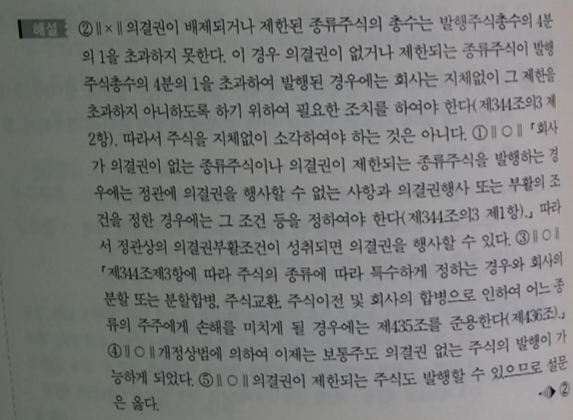 해설 ②∥×∥의결권이 배제되거나 제한된 종류주식의 총수는 발행주식총수의 4분
의 1을 초과하지 못한다. 이 경우 의결권이 없거나 제한되는 종류주식이 발행
주식총수의 4분의 1을 초과하여 발행된 경우에는 회사는 지체없이 그 제한을
초과하지 아니하도록 하기 위하여 필요한 조치를 하여야 한다(제344조의3 제
2항). 따라서 주식을 지체없이 소각하여야 하는 것은 아니다. ①∥○∥「회사
가 의결권이 없는 종류주식이나 의결권이 제한되는 종류주식을 발행하는 경
우에는 정관에 의결권을 행사할 수 없는 사항과 의결권행사 또는 부활의 조
건을 정한 경우에는 그 조건 등을 정하여야 한다(제344조의3 제1항).」 따라
서 정관상의 의결권부활조건이 성취되면 의결권을 행사할 수 있다. ③∥○∥
「제344조제3항에 따라 주식의 종류에 따라 특수하게 정하는 경우와 회사의
분할 또는 분할합병, 주식교환, 주식이전 및 회사의 합병으로 인하여 어느 종
류의 주주에게 손해를 미치게 될 경우에는 제435조를 준용한다(제436조).」
④∥○∥개정상법에 의하여 이제는 보통주도 의결권 없는 주식의 발행이 가
능하게 되었다. ⑤∥○∥의결권이 제한되는 주식도 발행할 수 있으므로 설문
은 옳다. ②